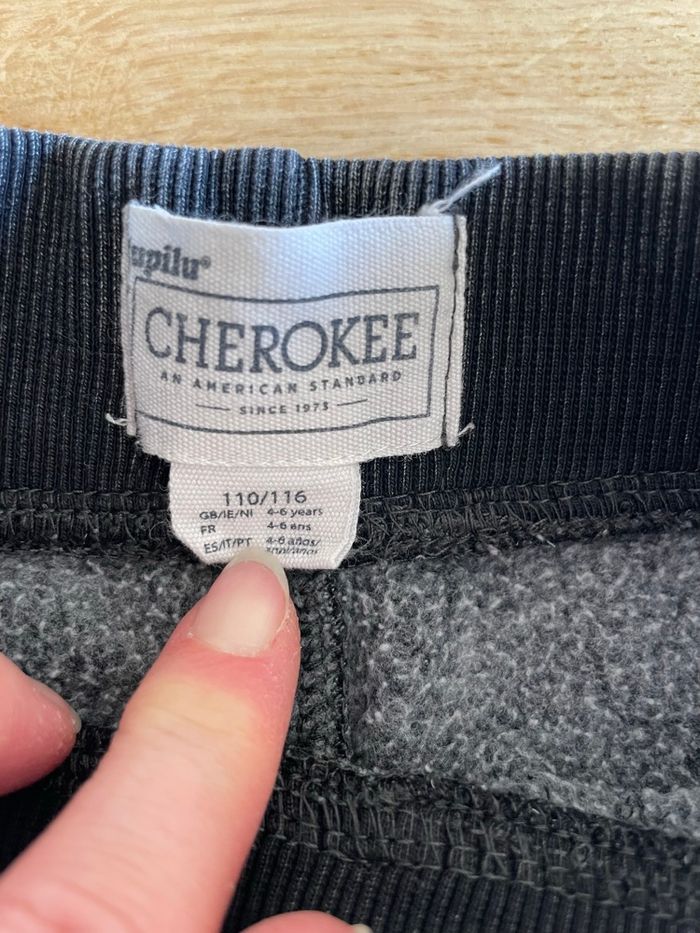 upilu®
CHEROKEE
AN AMERICAN STANDARD
SINCE 1973
110/116
GB/IE/NI 4-6 years
FR 4-6 ans
ES/IT/PT 4-6 años/